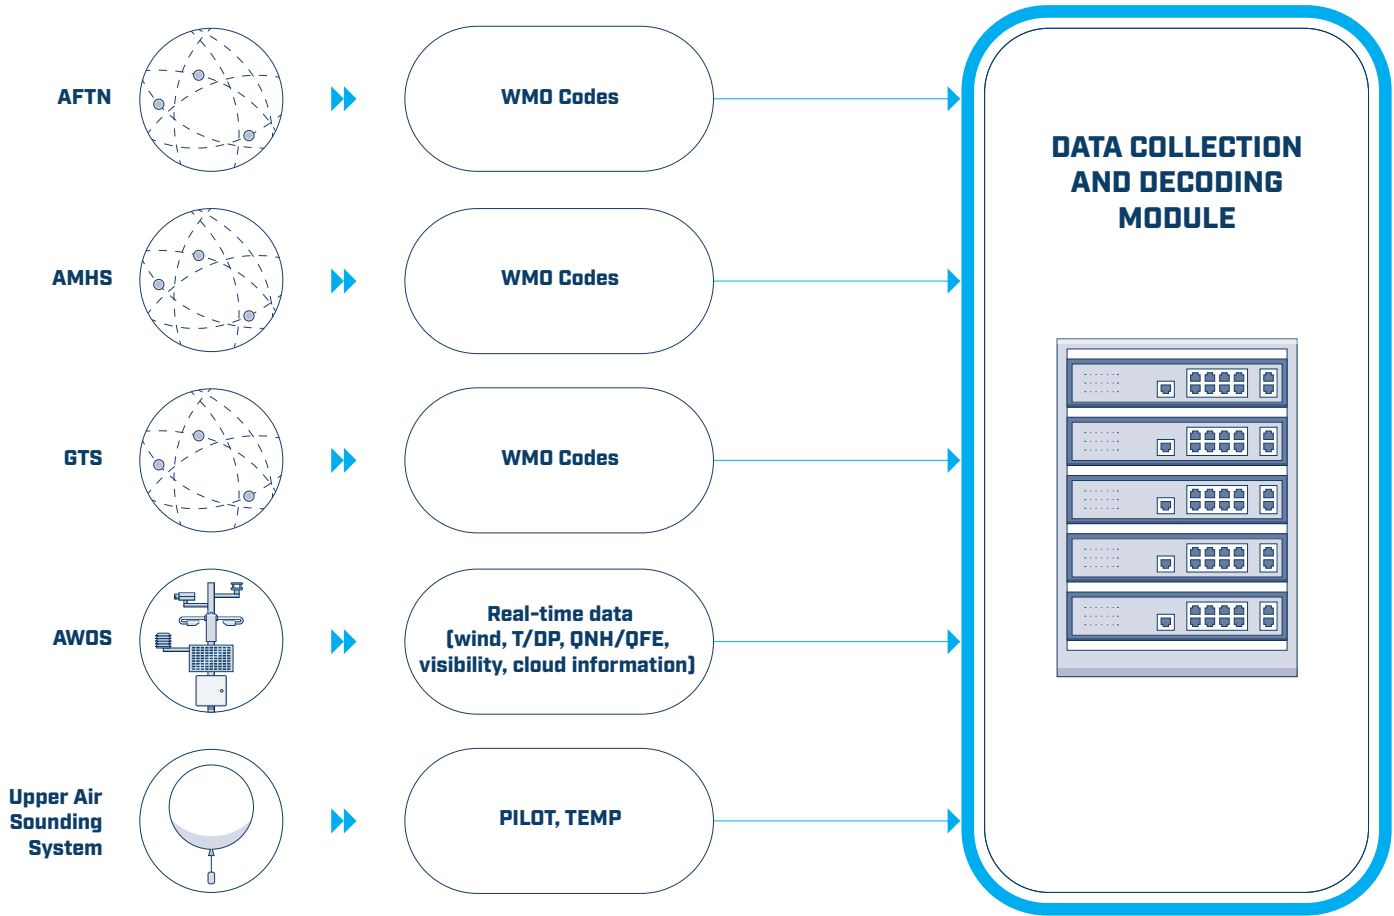 AFTN
WMO Codes
AMHS
WMO Codes
GTS
WMO Codes
AWOS
Real-time data
(wind, T/DP, QNH/QFE,
visibility, cloud information)
Upper Air
Sounding
System
PILOT, TEMP
DATA COLLECTION
AND DECODING
MODULE